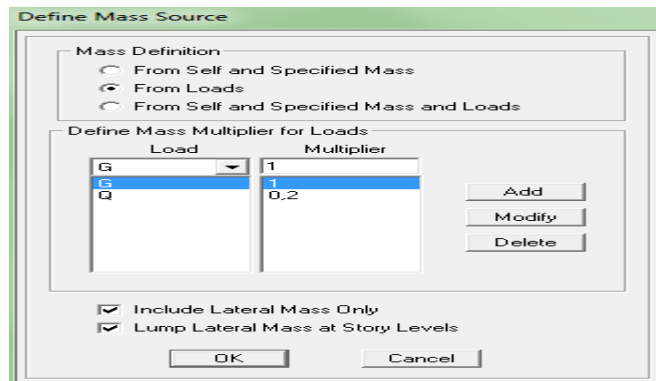 Define Mass Source
Mass Definition
From Self and Specified Mass
From Loads
From Self and Specified Mass and Loads
Define Mass Multiplier for Loads
Load Multiplier
G 1
G 1
Q 0,2
Add
Modify
Delete
Include Lateral Mass Only
Lump Lateral Mass at Story Levels
OK Cancel